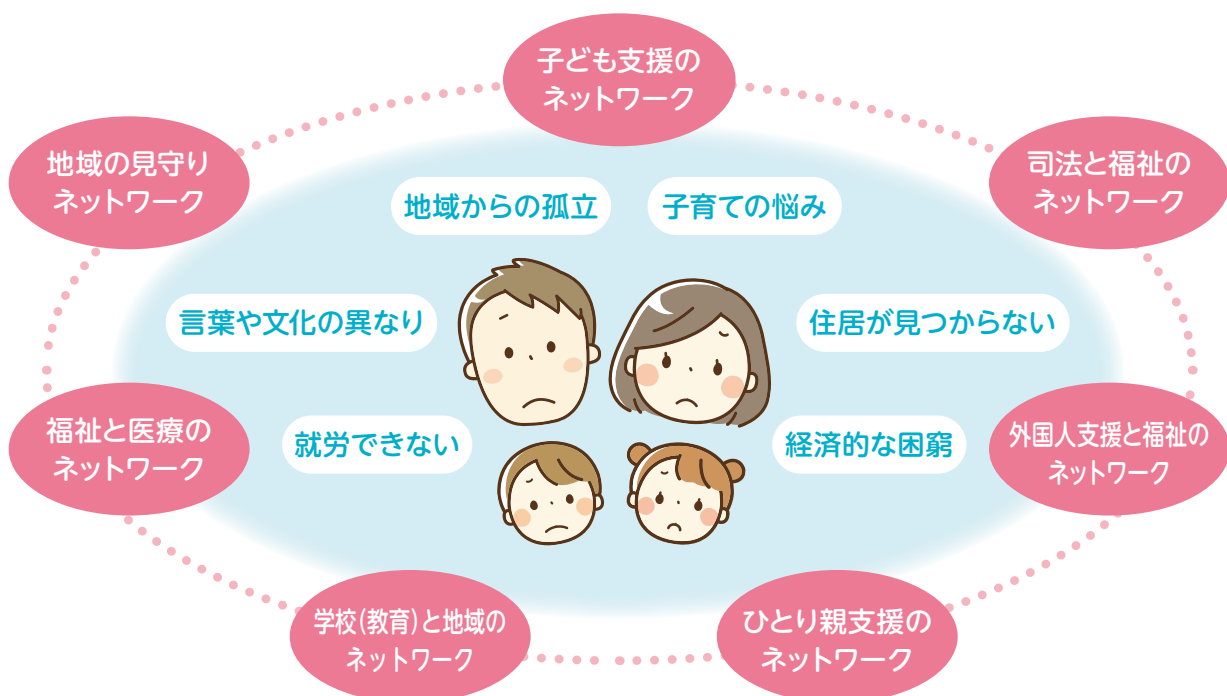 子ども支援の
ネットワーク
地域の見守り
ネットワーク
司法と福祉の
ネットワーク
地域からの孤立
子育ての悩み
言葉や文化の異なり
住居が見つからない
福祉と医療の
ネットワーク
就労できない
経済的な困窮
外国人支援と福祉の
ネットワーク
学校(教育)と地域の
ネットワーク
ひとり親支援の
ネットワーク